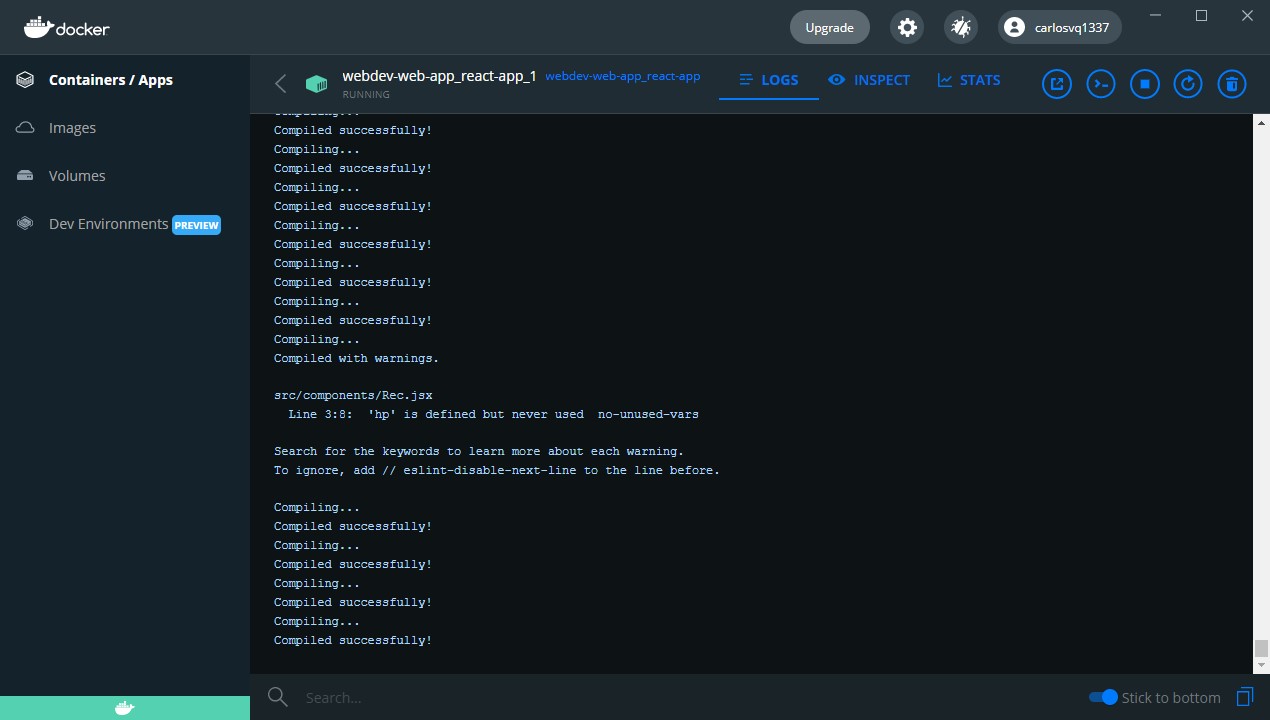 docker
Upgrade
carlosvq1337
Containers / Apps
Images
Volumes
Dev Environments PREVIEW
webdev-web-app_react-app_1 webdev-web-app_react-app
RUNNING
LOGS
INSPECT
STATS
Compiling...
Compiled successfully!
Compiling...
Compiled successfully!
Compiling...
Compiled successfully!
Compiling...
Compiled successfully!
Compiling...
Compiled successfully!
Compiling...
Compiled successfully!
Compiling...
Compiled with warnings.
src/components/Rec.jsx
Line 3:8: 'hp' is defined but never used no-unused-vars
Search for the keywords to learn more about each warning.
To ignore, add // eslint-disable-next-line to the line before.
Compiling...
Compiled successfully!
Compiling...
Compiled successfully!
Compiling...
Compiled successfully!
Compiling...
Compiled successfully!
Search...
Stick to bottom